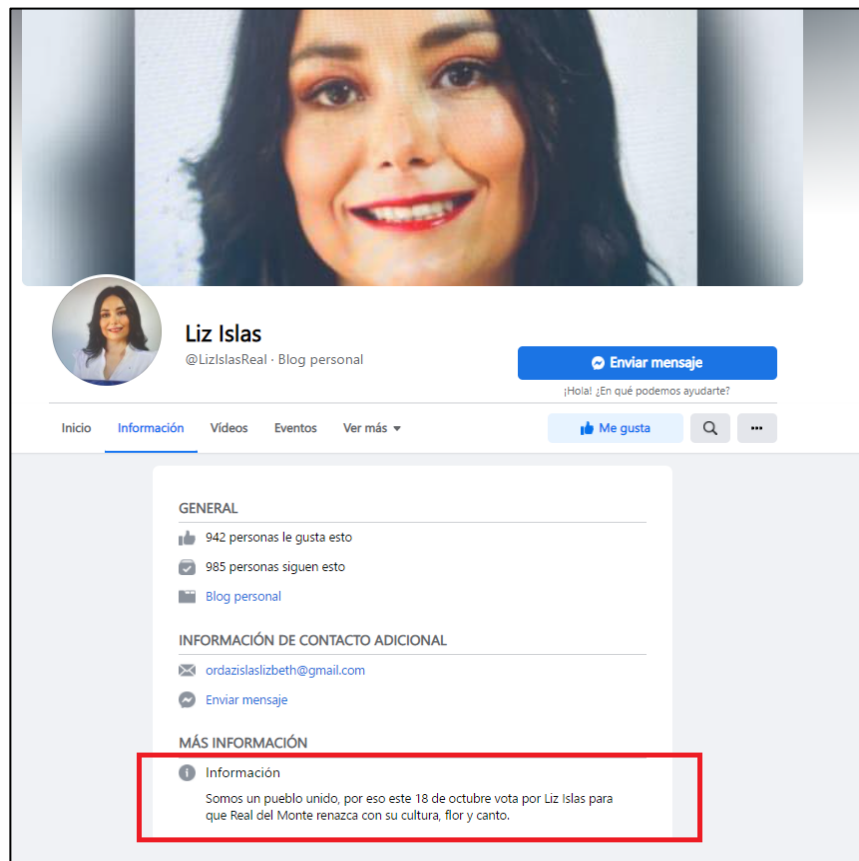 Liz Islas
@LizIslasReal · Blog personal
Enviar mensaje
¡Hola! ¿En qué podemos ayudarte?
Inicio Información Vídeos Eventos Ver más
Me gusta
GENERAL
942 personas le gusta esto
985 personas siguen esto
Blog personal
INFORMACIÓN DE CONTACTO ADICIONAL
ordazislaslizbeth@gmail.com
Enviar mensaje
MÁS INFORMACIÓN
Información
Somos un pueblo unido, por eso este 18 de octubre vota por Liz Islas para
que Real del Monte renazca con su cultura, flor y canto.